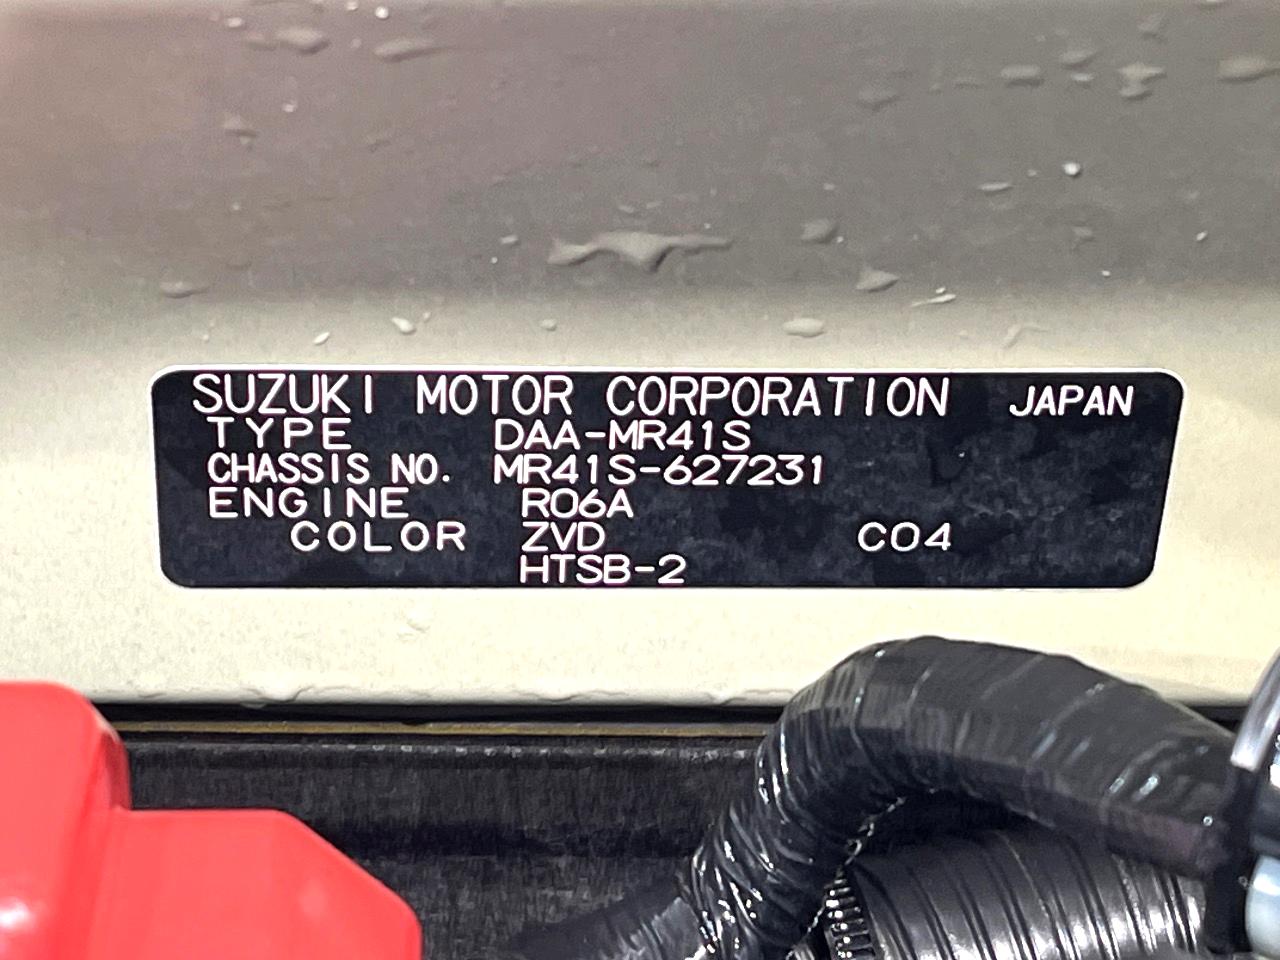 SUZUKI MOTOR CORPORATION JAPAN
TYPE DAA-MR41S
CHASSIS NO. MR41S-627231
ENGINE R06A
COLOR ZVD C04
HTSB-2